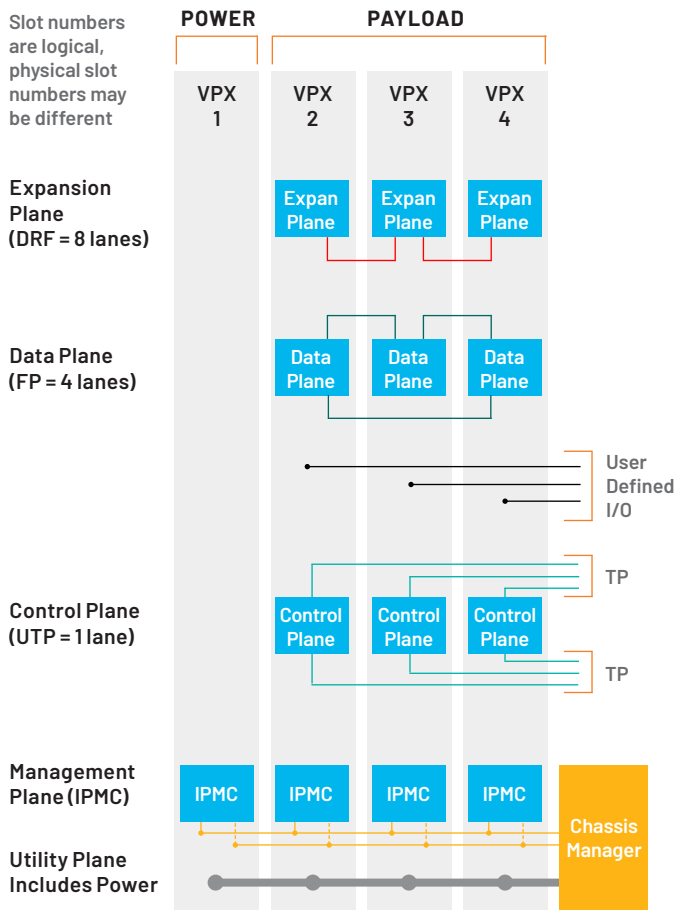 Slot numbers
are logical,
physical slot
numbers may
be different
POWER
PAYLOAD
VPX
1
VPX
2
VPX
3
VPX
4
Expansion
Plane
(DRF = 8 lanes)
Expan
Plane
Expan
Plane
Expan
Plane
Data Plane
(FP = 4 lanes)
Data
Plane
Data
Plane
Data
Plane
User
Defined
I/O
TP
Control Plane
(UTP = 1 lane)
Control
Plane
Control
Plane
Control
Plane
TP
Management
Plane (IPMC)
IPMC
IPMC
IPMC
IPMC
Chassis
Manager
Utility Plane
Includes Power